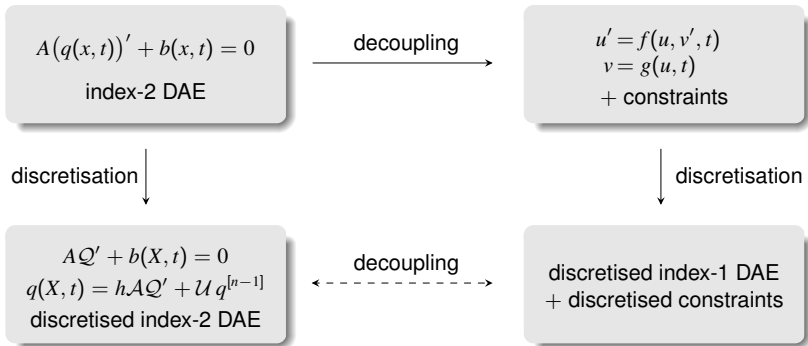 A(q(x, t))′ + b(x, t) = 0
index-2 DAE
decoupling
u′ = f(u, v′, t)
v = g(u, t)
+ constraints
discretisation
discretisation
A𝒬′ + b(X, t) = 0
q(X, t) = h𝒜𝒬′ + 𝒰 q^[n−1]
discretised index-2 DAE
decoupling
discretised index-1 DAE
+ discretised constraints